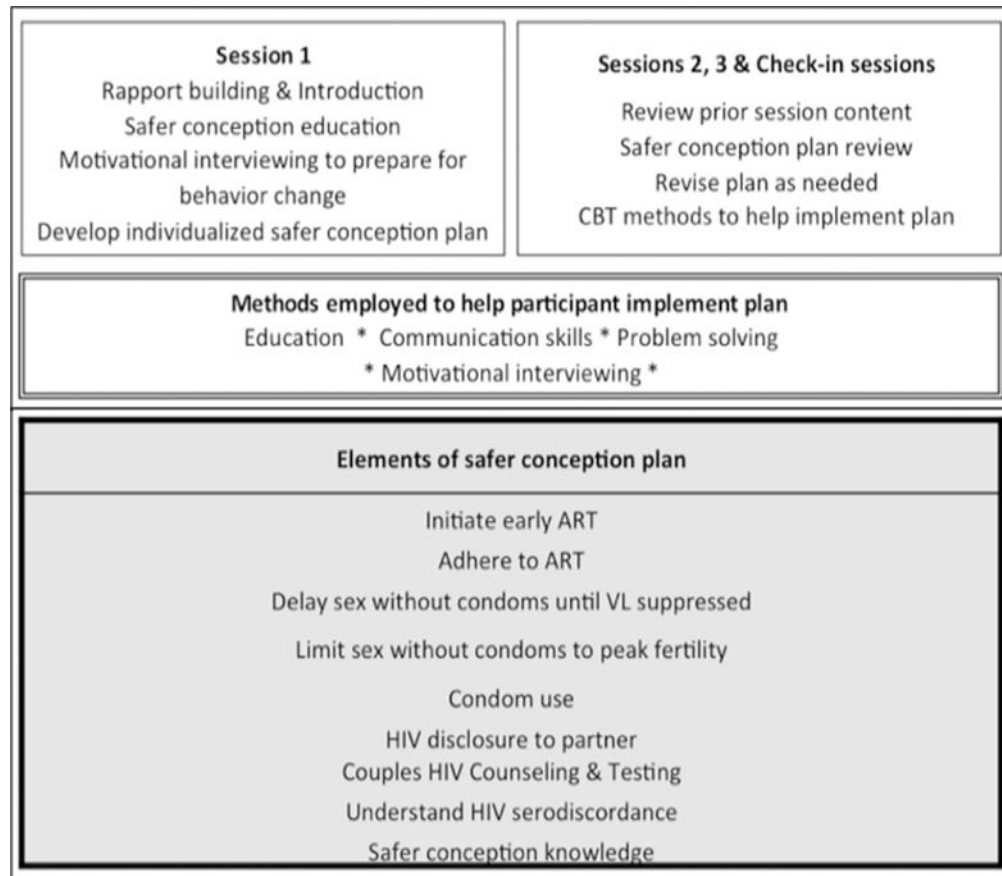 Session 1
Rapport building & Introduction
Safer conception education
Motivational interviewing to prepare for
behavior change
Develop individualized safer conception plan
Sessions 2, 3 & Check-in sessions
Review prior session content
Safer conception plan review
Revise plan as needed
CBT methods to help implement plan
Methods employed to help participant implement plan
Education * Communication skills * Problem solving
* Motivational interviewing *
Elements of safer conception plan
Initiate early ART
Adhere to ART
Delay sex without condoms until VL suppressed
Limit sex without condoms to peak fertility
Condom use
HIV disclosure to partner
Couples HIV Counseling & Testing
Understand HIV serodiscordance
Safer conception knowledge